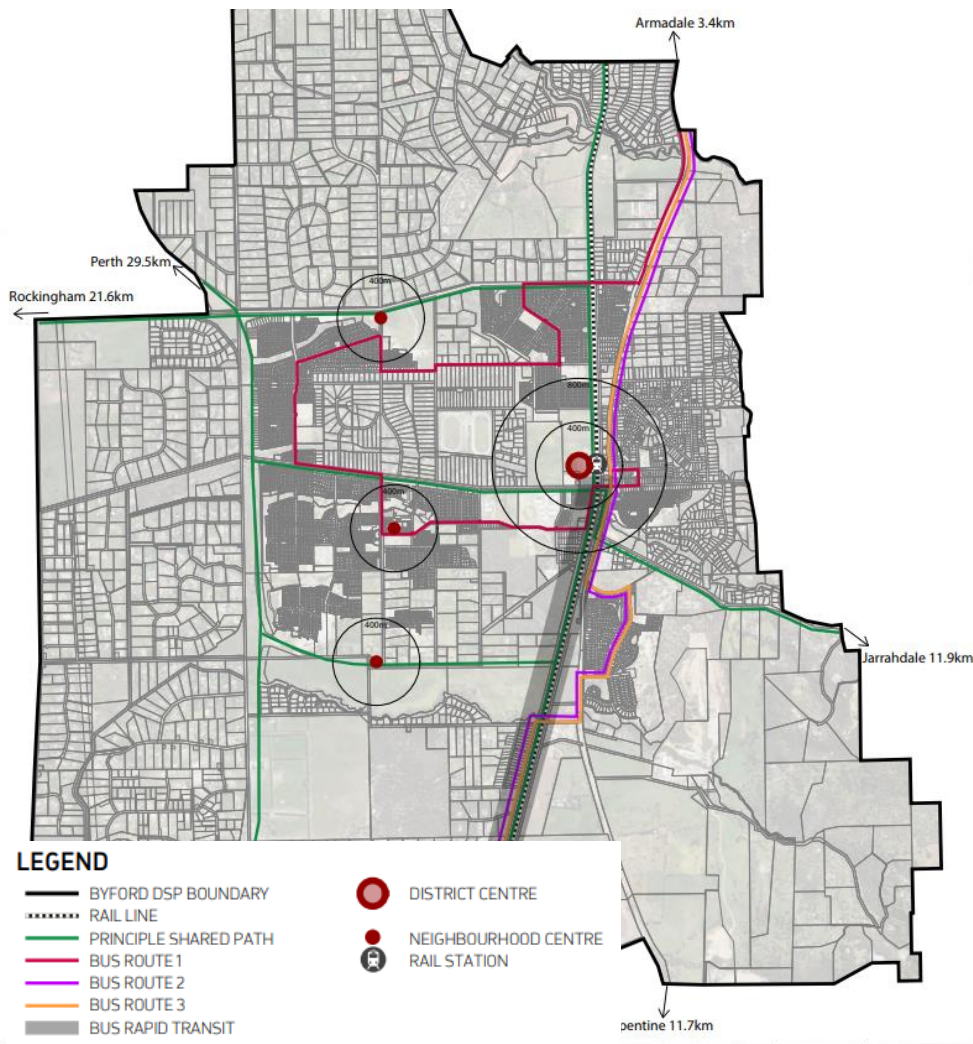 Armadale 3.4km
Perth 29.5km
Rockingham 21.6km
400m
800m
400m
400m
400m
Jarrahdale 11.9km
pentine 11.7km
LEGEND
BYFORD DSP BOUNDARY
RAIL LINE
PRINCIPLE SHARED PATH
BUS ROUTE 1
BUS ROUTE 2
BUS ROUTE 3
BUS RAPID TRANSIT
DISTRICT CENTRE
NEIGHBOURHOOD CENTRE
RAIL STATION